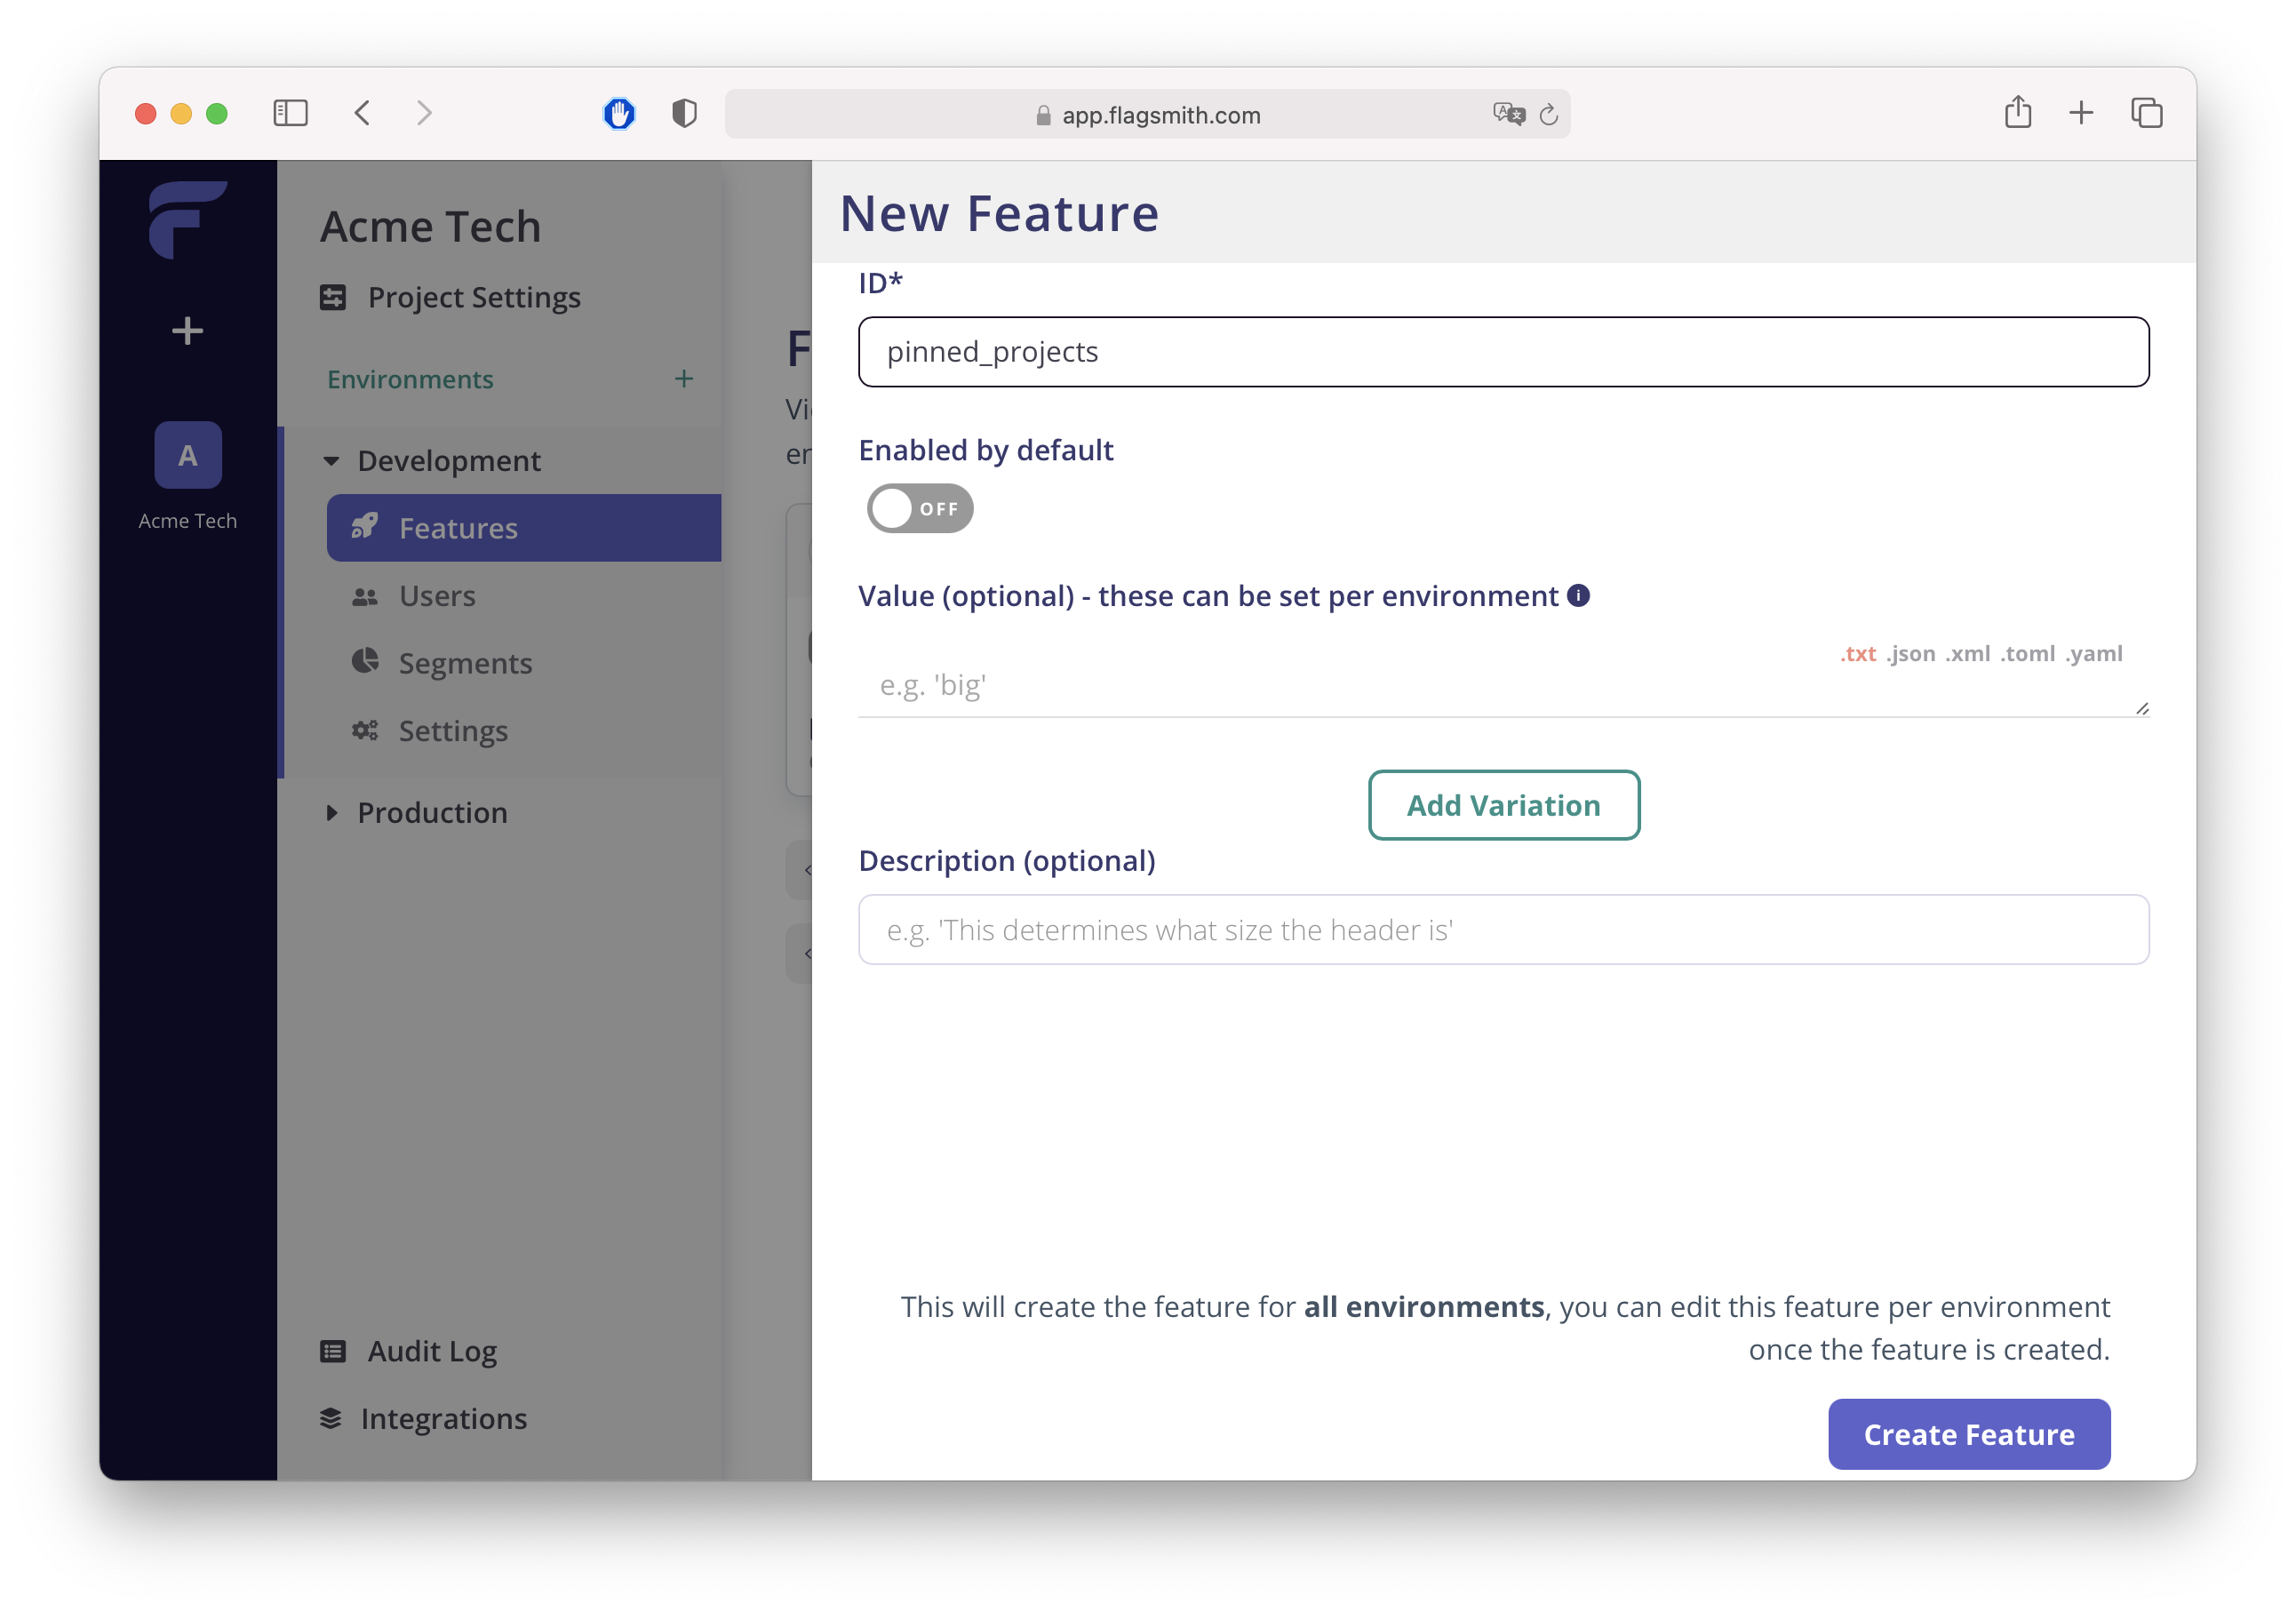 app.flagsmith.com
Acme Tech
Project Settings
Environments
Development
Features
Users
Segments
Settings
Production
Audit Log
Integrations
A
Acme Tech
New Feature
ID*
pinned_projects
Enabled by default
OFF
Value (optional) - these can be set per environment
.txt .json .xml .toml .yaml
e.g. 'big'
Add Variation
Description (optional)
e.g. 'This determines what size the header is'
This will create the feature for all environments, you can edit this feature per environment
once the feature is created.
Create Feature